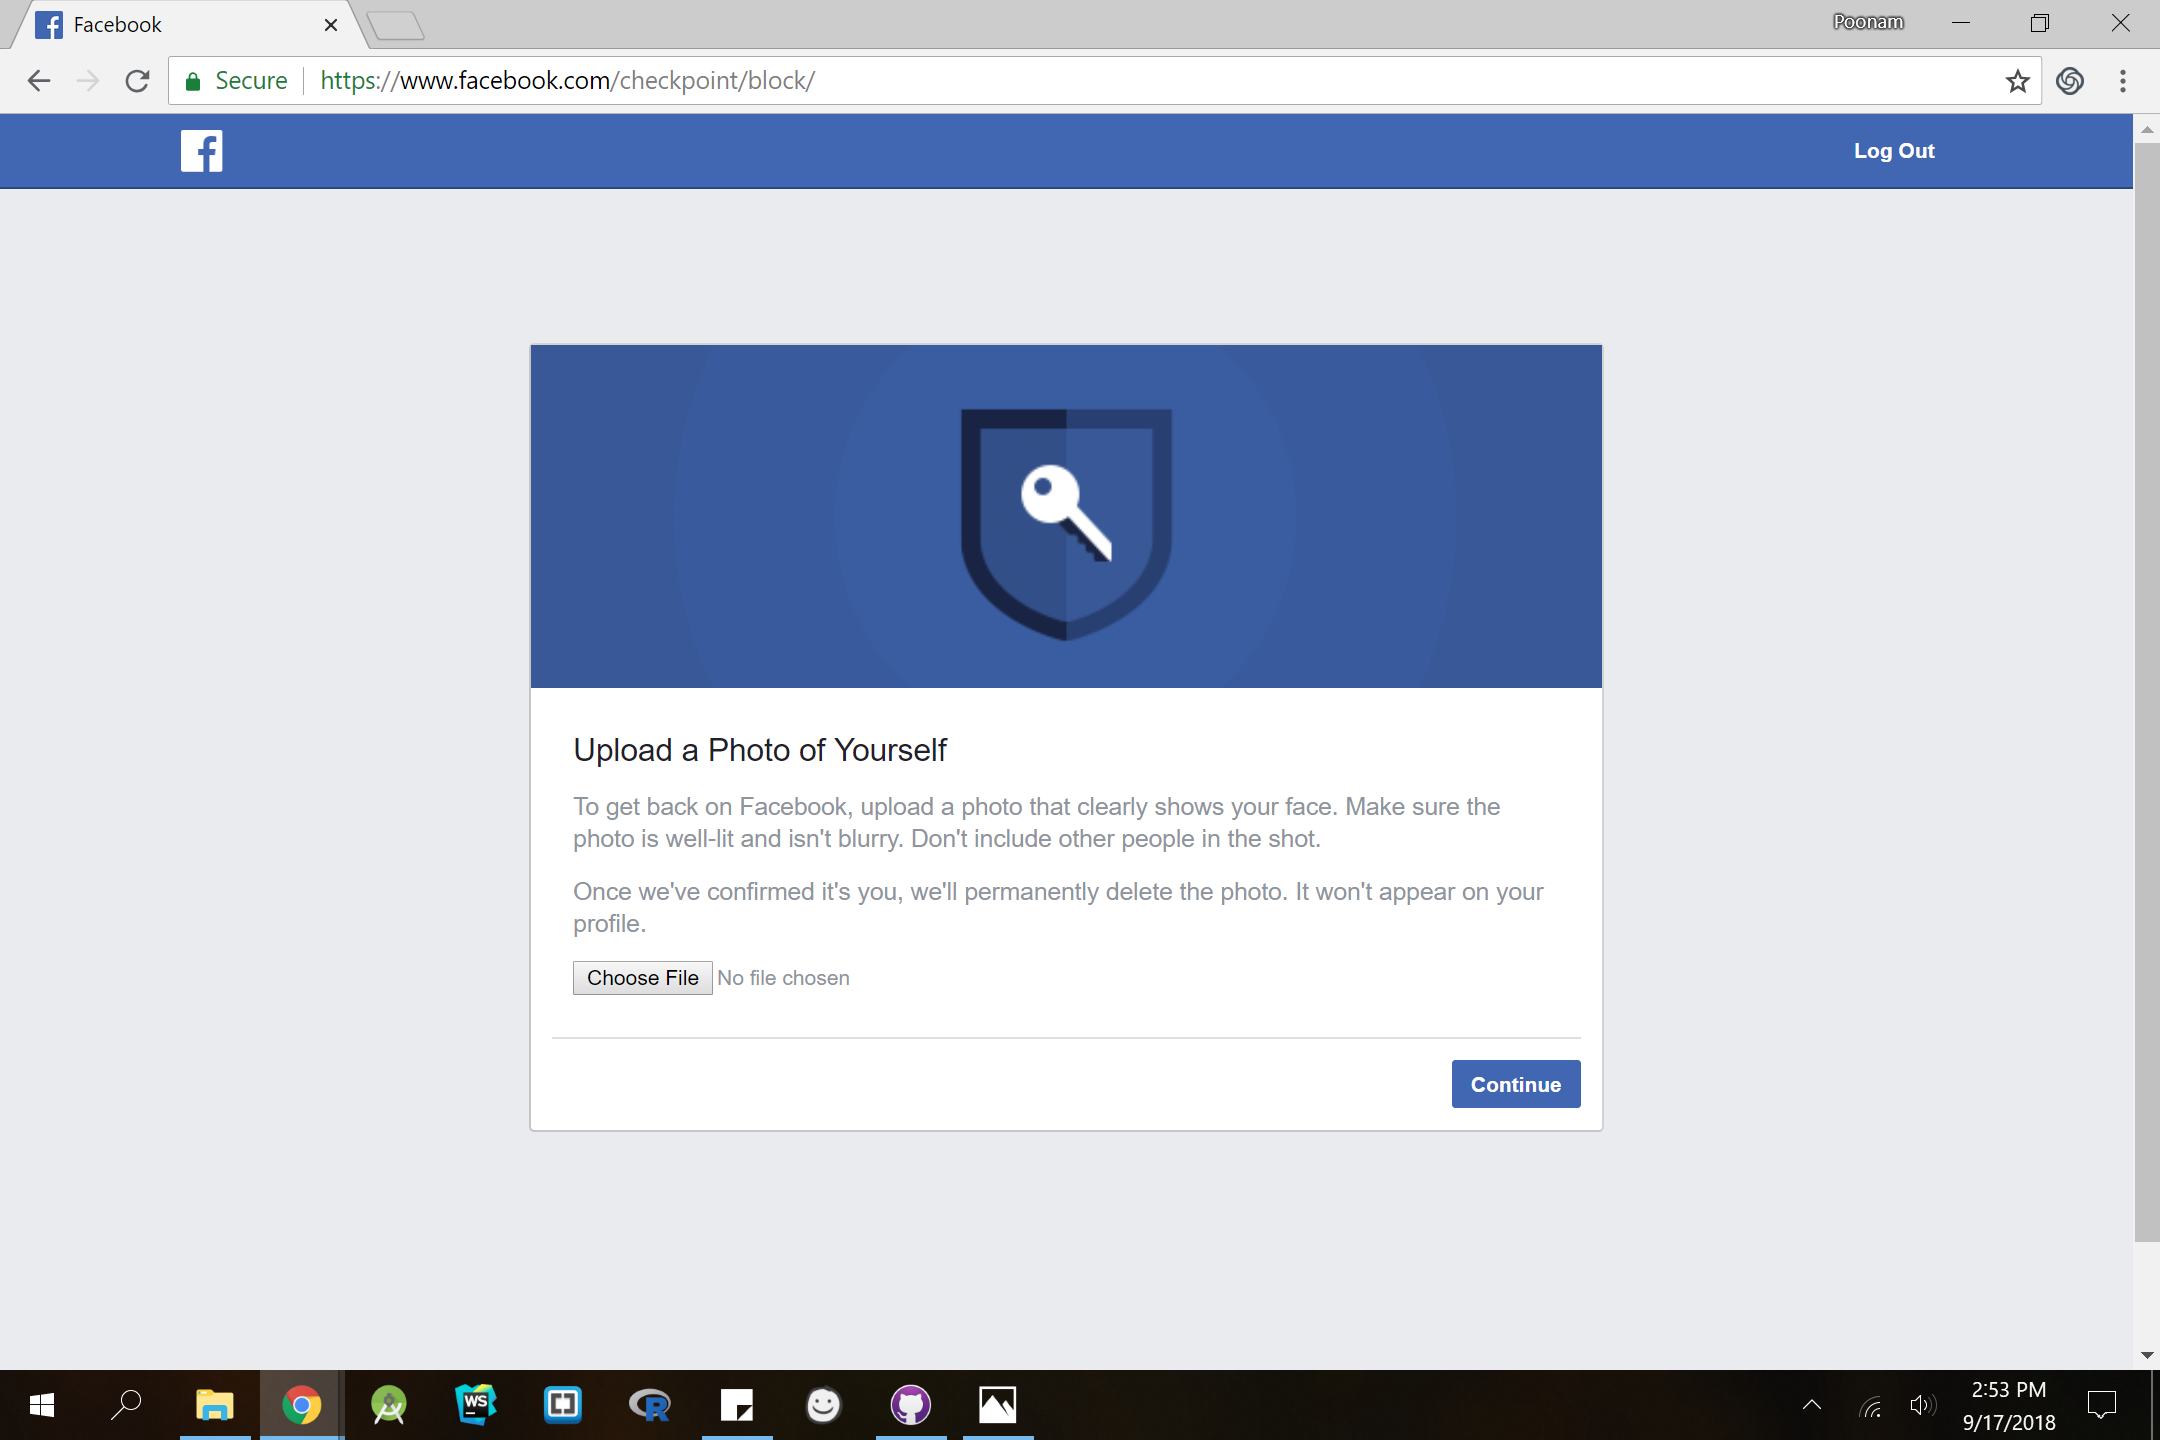 Facebook
Poonam
Secure
https://www.facebook.com/checkpoint/block/
Log Out
Upload a Photo of Yourself
To get back on Facebook, upload a photo that clearly shows your face. Make sure the
photo is well-lit and isn't blurry. Don't include other people in the shot.
Once we've confirmed it's you, we'll permanently delete the photo. It won't appear on your
profile.
Choose File No file chosen
Continue
WS
R
2:53 PM
9/17/2018